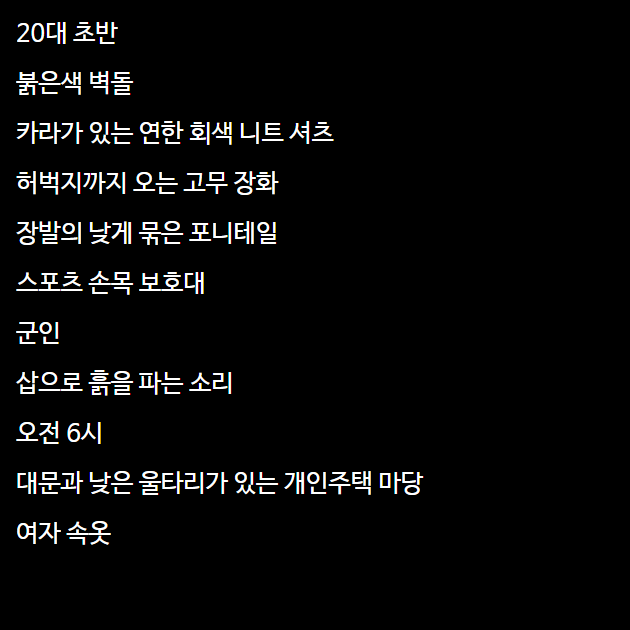 20대 초반
붉은색 벽돌
카라가 있는 연한 회색 니트 셔츠
허벅지까지 오는 고무 장화
장발의 낮게 묶은 포니테일
스포츠 손목 보호대
군인
삽으로 흙을 파는 소리
오전 6시
대문과 낮은 울타리가 있는 개인주택 마당
여자 속옷